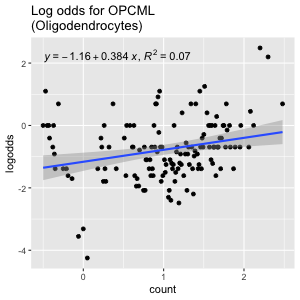 Log odds for OPCML
(Oligodendrocytes)
y = −1.16 + 0.384 x, R² = 0.07
2
0
-2
-4
logodds
0
1
2
count